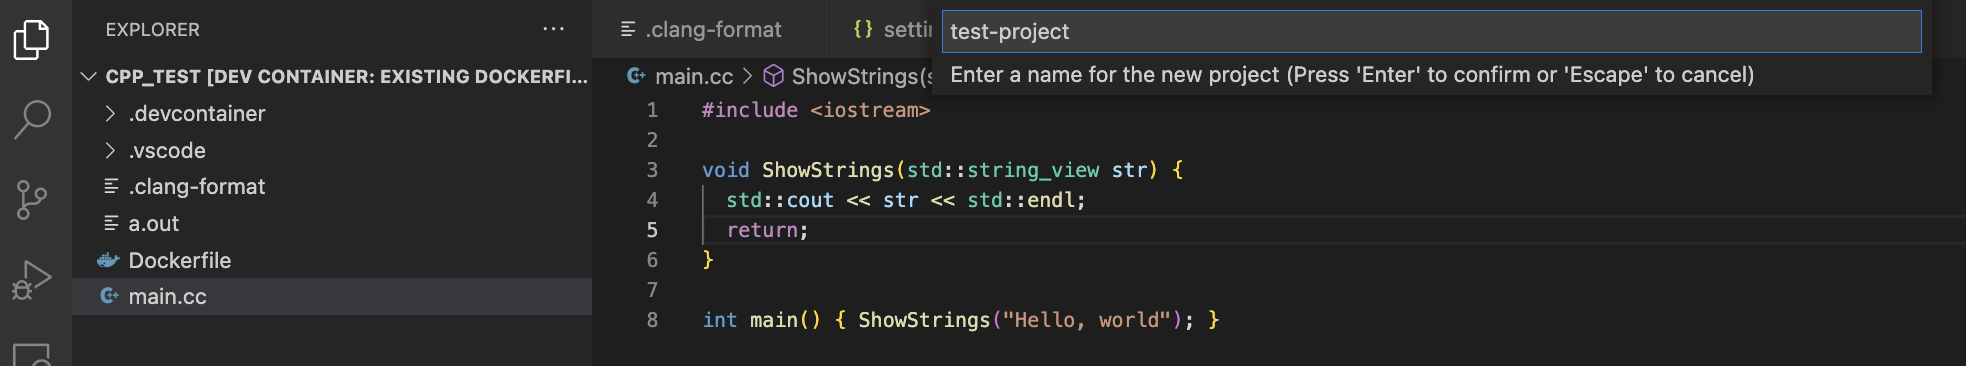 EXPLORER
CPP_TEST [DEV CONTAINER: EXISTING DOCKERFI...
.devcontainer
.vscode
.clang-format
a.out
Dockerfile
main.cc
.clang-format
{} settin
test-project
Enter a name for the new project (Press 'Enter' to confirm or 'Escape' to cancel)
main.cc > ShowStrings(s
1 #include <iostream>
2
3 void ShowStrings(std::string_view str) {
4 std::cout << str << std::endl;
5 return;
6 }
7
8 int main() { ShowStrings("Hello, world"); }